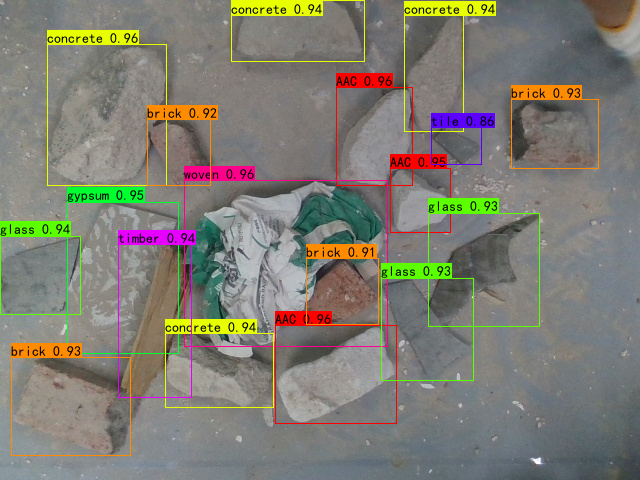 concrete 0.94
concrete 0.94
concrete 0.96
AAC 0.96
brick 0.93
brick 0.92
tile 0.86
AAC 0.95
woven 0.96
gypsum 0.95
glass 0.93
glass 0.94
timber 0.94
brick 0.91
glass 0.93
AAC 0.96
concrete 0.94
brick 0.93